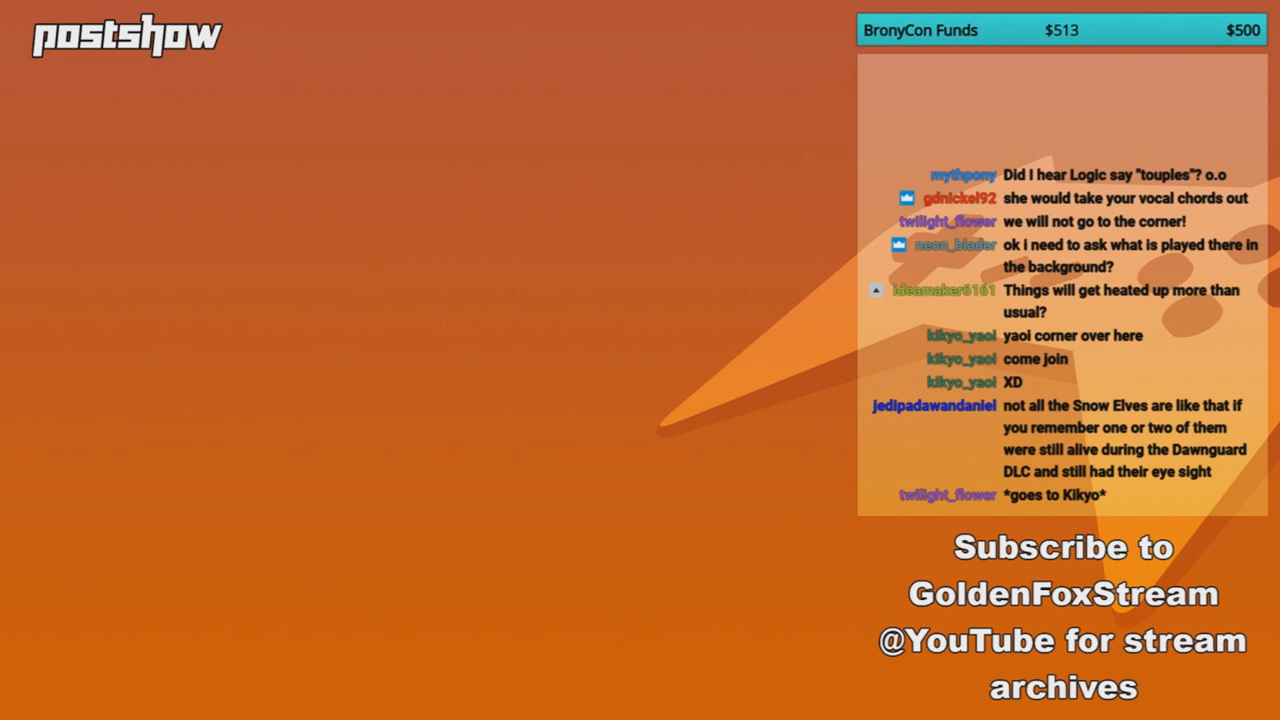 postshow
BronyCon Funds $513 $500
mythpony Did I hear Logic say "touples"? o.o
gdnickel92 she would take your vocal chords out
twilight_flower we will not go to the corner!
neon_blador ok i need to ask what is played there in
the background?
ideamaker6161 Things will get heated up more than
usual?
kikyo_yaoi yaoi corner over here
kikyo_yaoi come join
kikyo_yaoi XD
jedipadawandaniel not all the Snow Elves are like that if
you remember one or two of them
were still alive during the Dawnguard
DLC and still had their eye sight
twilight_flower *goes to Kikyo*
Subscribe to
GoldenFoxStream
@YouTube for stream
archives